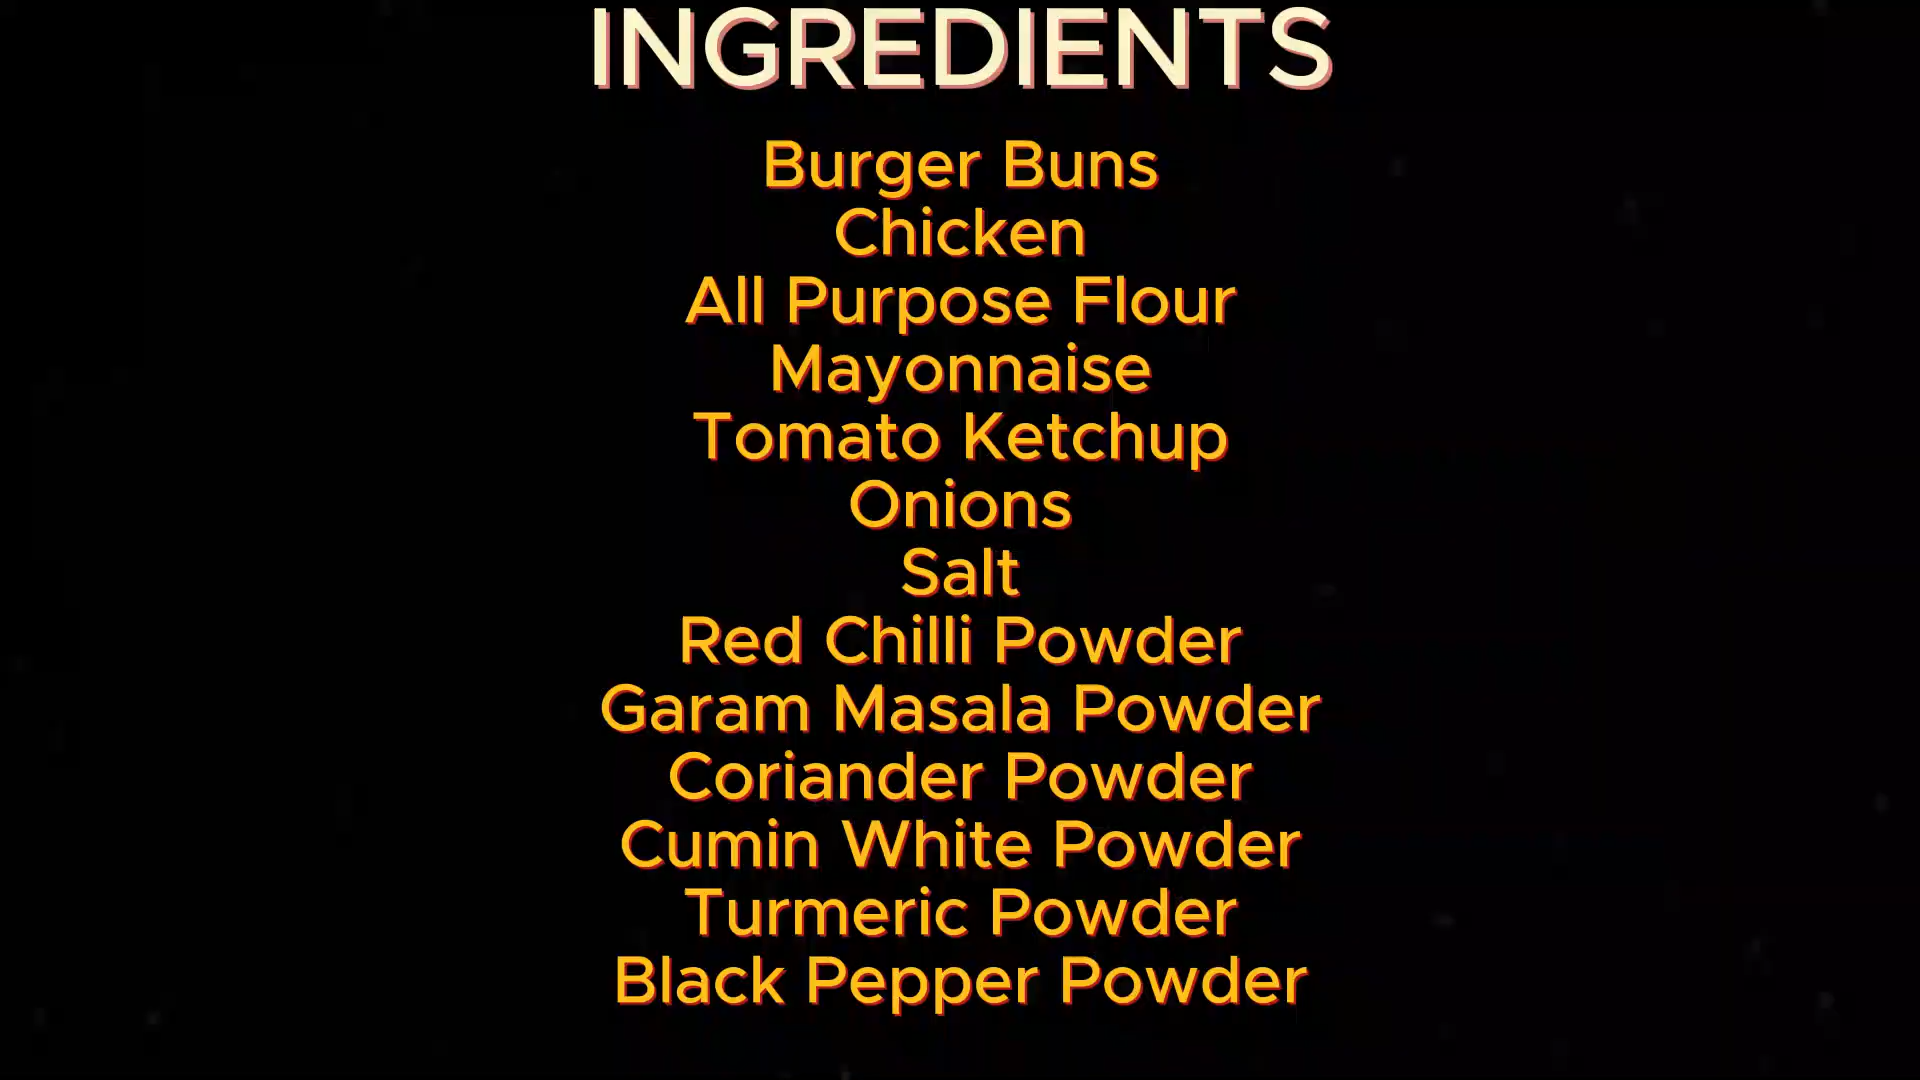 INGREDIENTS
Burger Buns
Chicken
All Purpose Flour
Mayonnaise
Tomato Ketchup
Onions
Salt
Red Chilli Powder
Garam Masala Powder
Coriander Powder
Cumin White Powder
Turmeric Powder
Black Pepper Powder